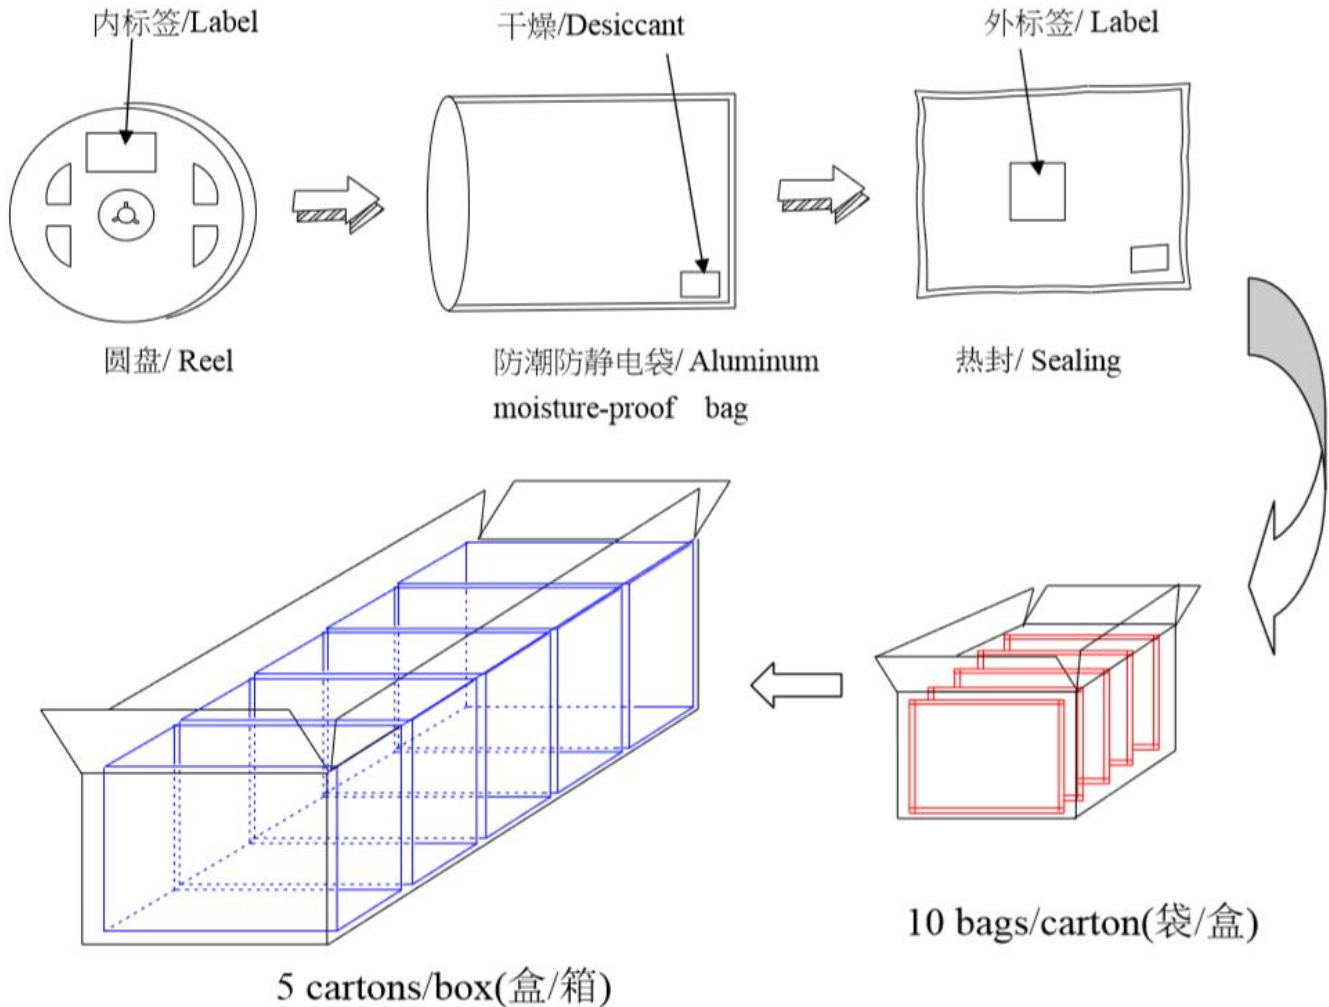 内标签/Label
干燥/Desiccant
外标签/ Label
圆盘/ Reel
防潮防静电袋/ Aluminum
moisture-proof bag
热封/ Sealing
10 bags/carton(袋/盒)
5 cartons/box(盒/箱)